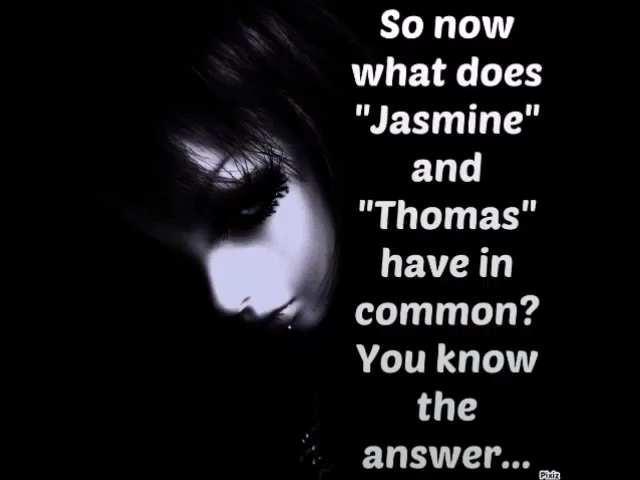 So now
what does
"Jasmine"
and
"Thomas"
have in
common?
You know
the
answer...
Pixiz